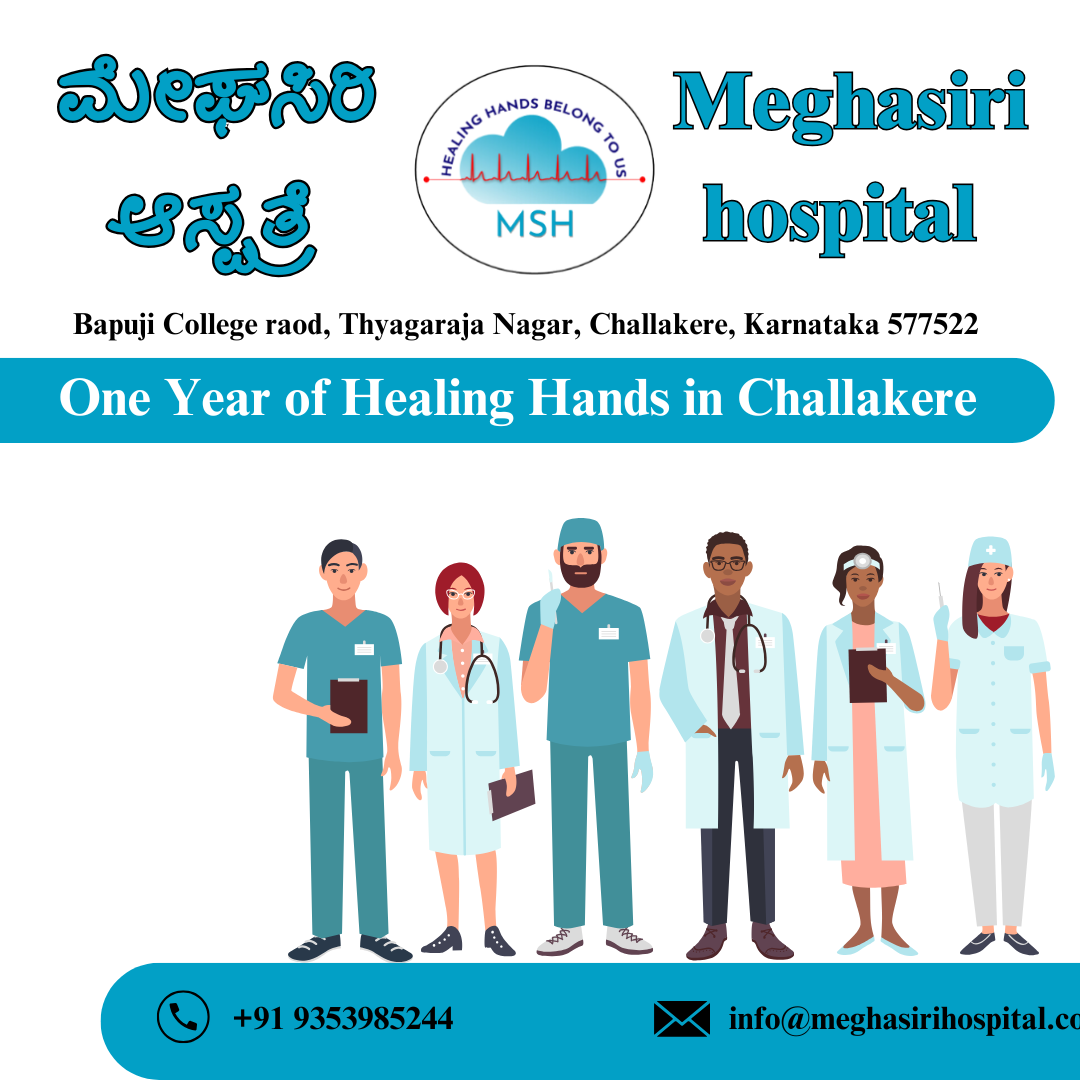 ಮೇಘಸಿರಿ
ಆಸ್ಪತ್ರೆ
HEALING HANDS BELONG TO US
MSH
Meghasiri
hospital
Bapuji College raod, Thyagaraja Nagar, Challakere, Karnataka 577522
One Year of Healing Hands in Challakere
+91 9353985244
info@meghasirihospital.co